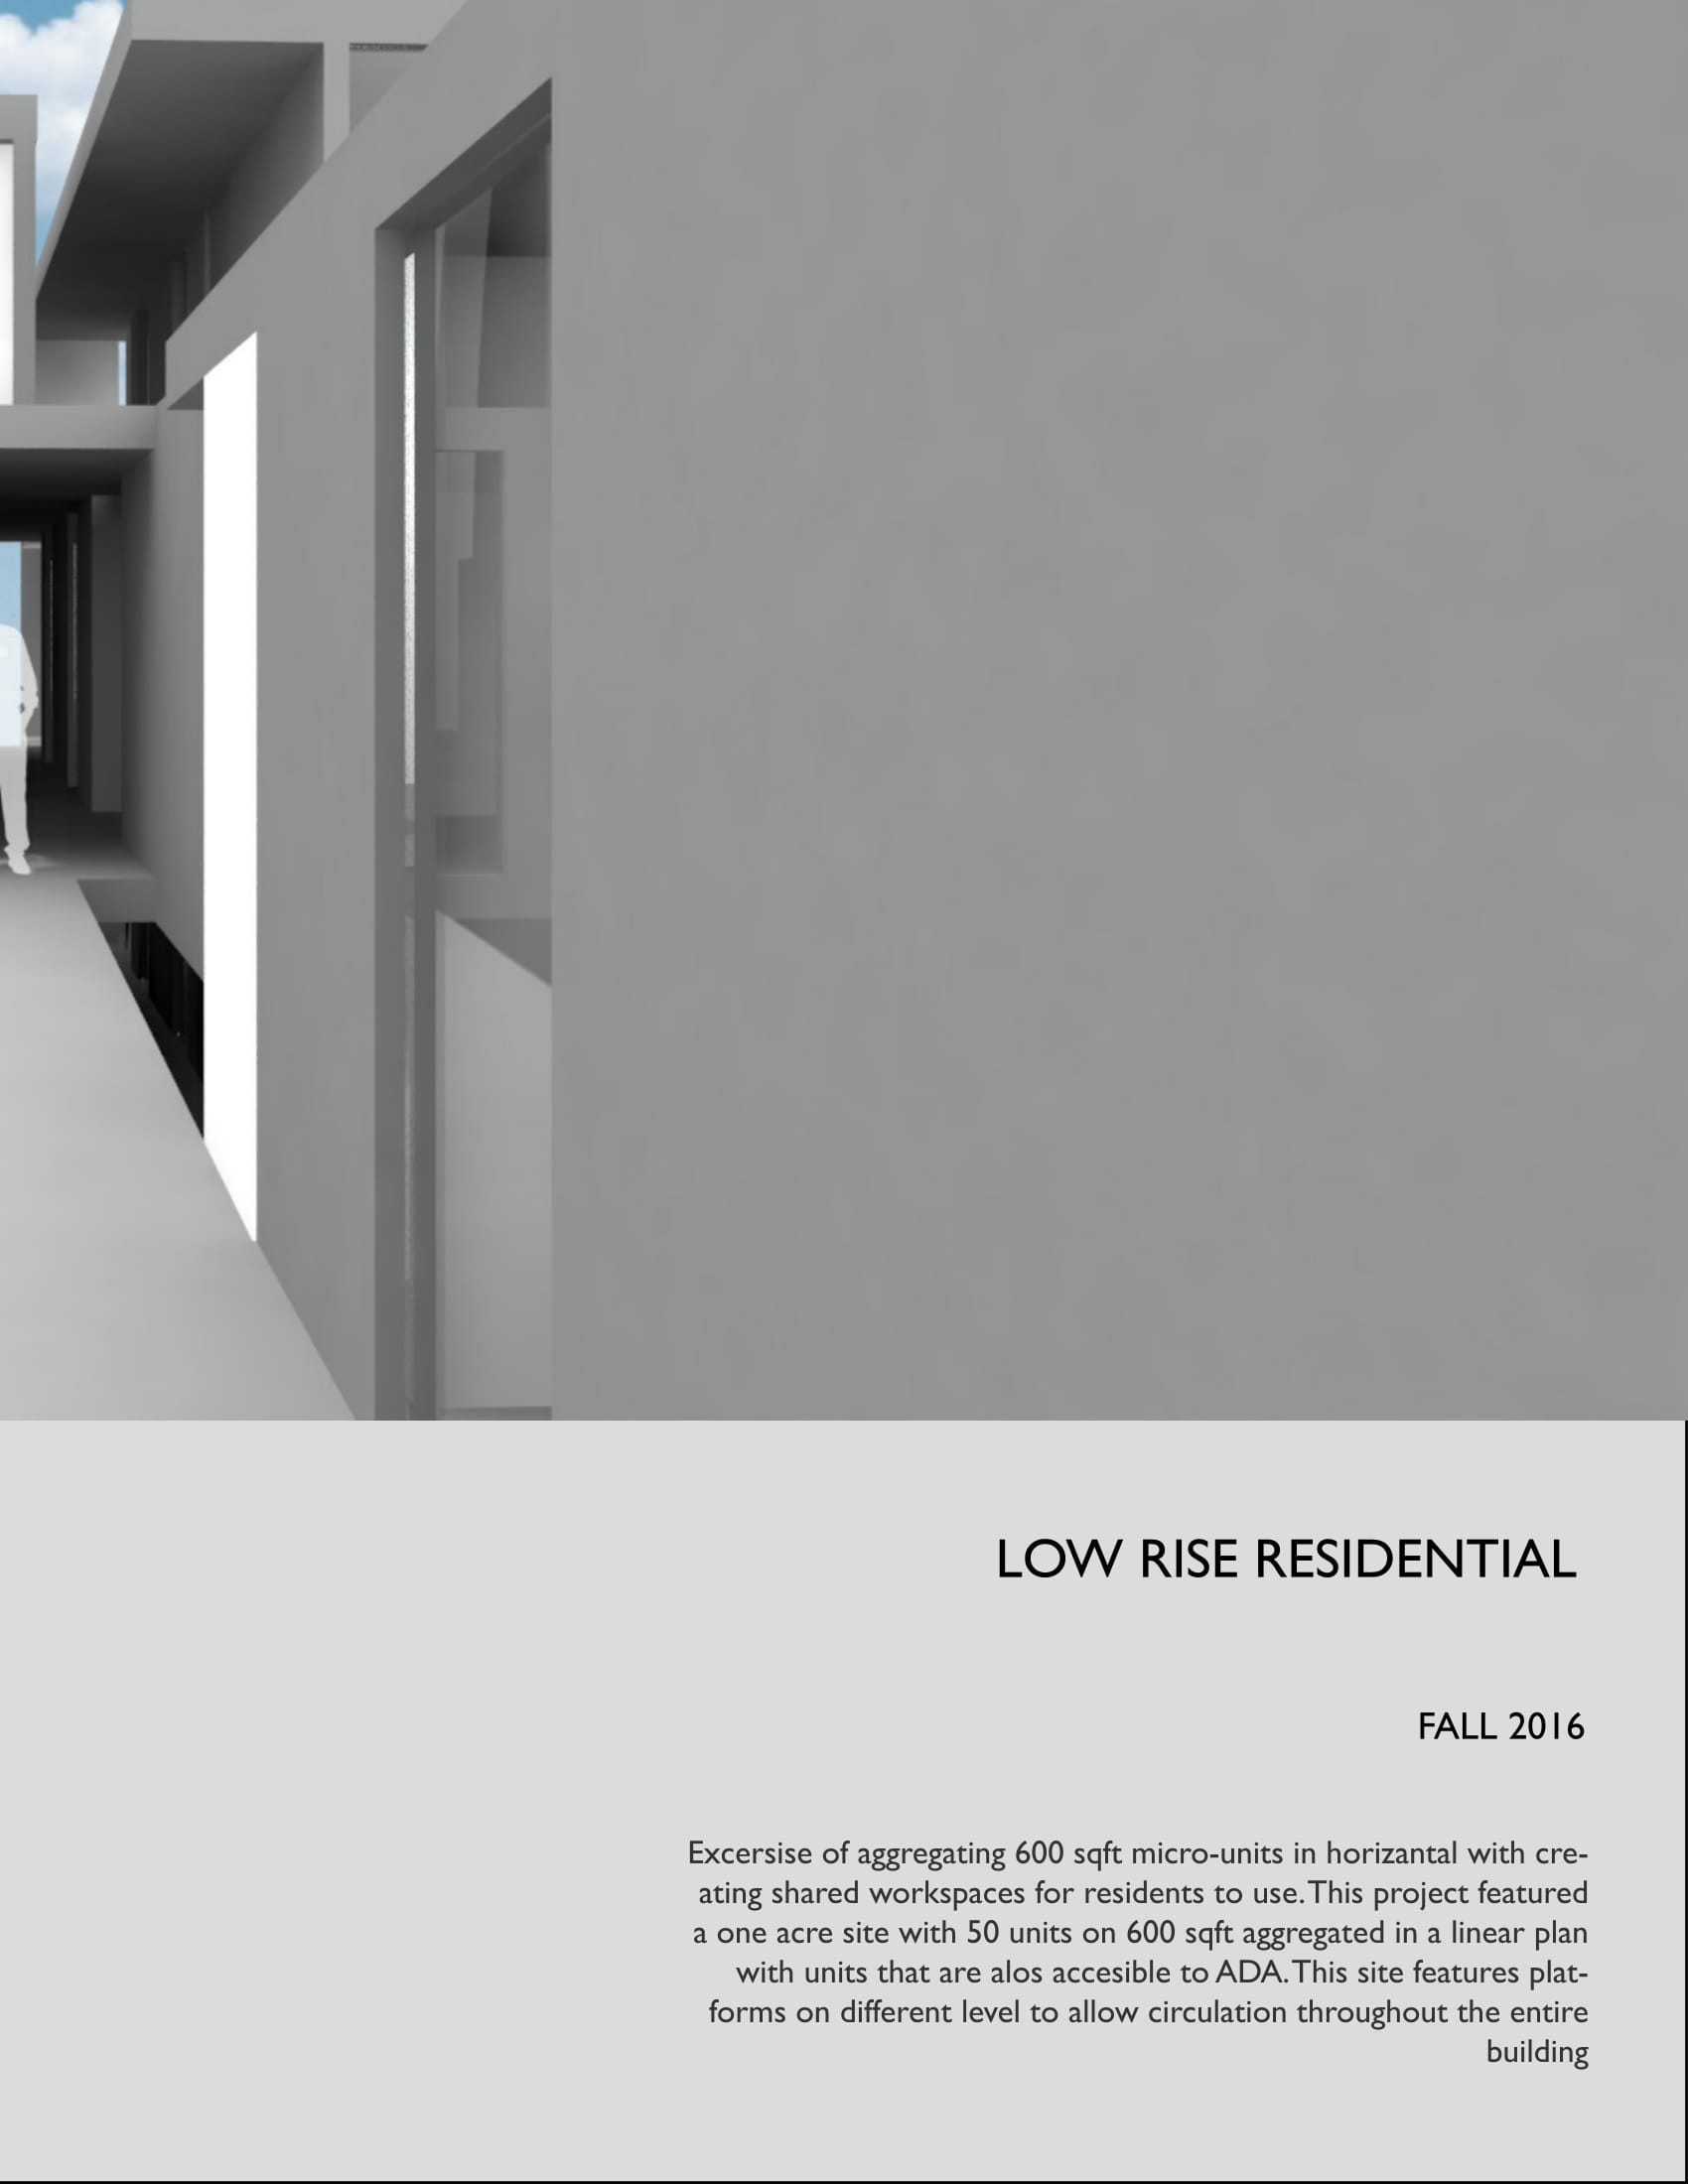 LOW RISE RESIDENTIAL
FALL 2016
Excersise of aggregating 600 sqft micro-units in horizantal with cre-
ating shared workspaces for residents to use. This project featured
a one acre site with 50 units on 600 sqft aggregated in a linear plan
with units that are alos accesible to ADA. This site features plat-
forms on different level to allow circulation throughout the entire
building